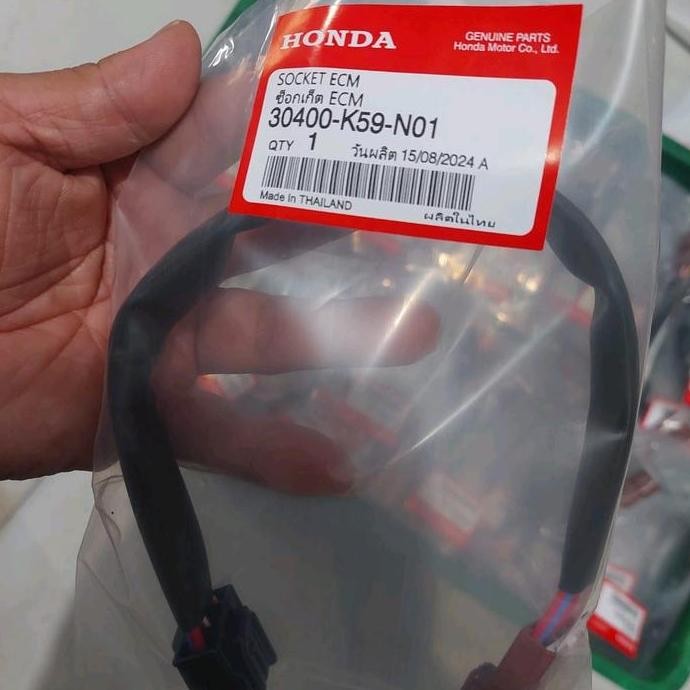 HONDA
GENUINE PARTS
Honda Motor Co., Ltd.
SOCKET ECM
ซ็อกเก็ต ECM
30400-K59-N01
QTY 1 วันผลิต 15/08/2024 A
Made in THAILAND
ผลิตในไทย